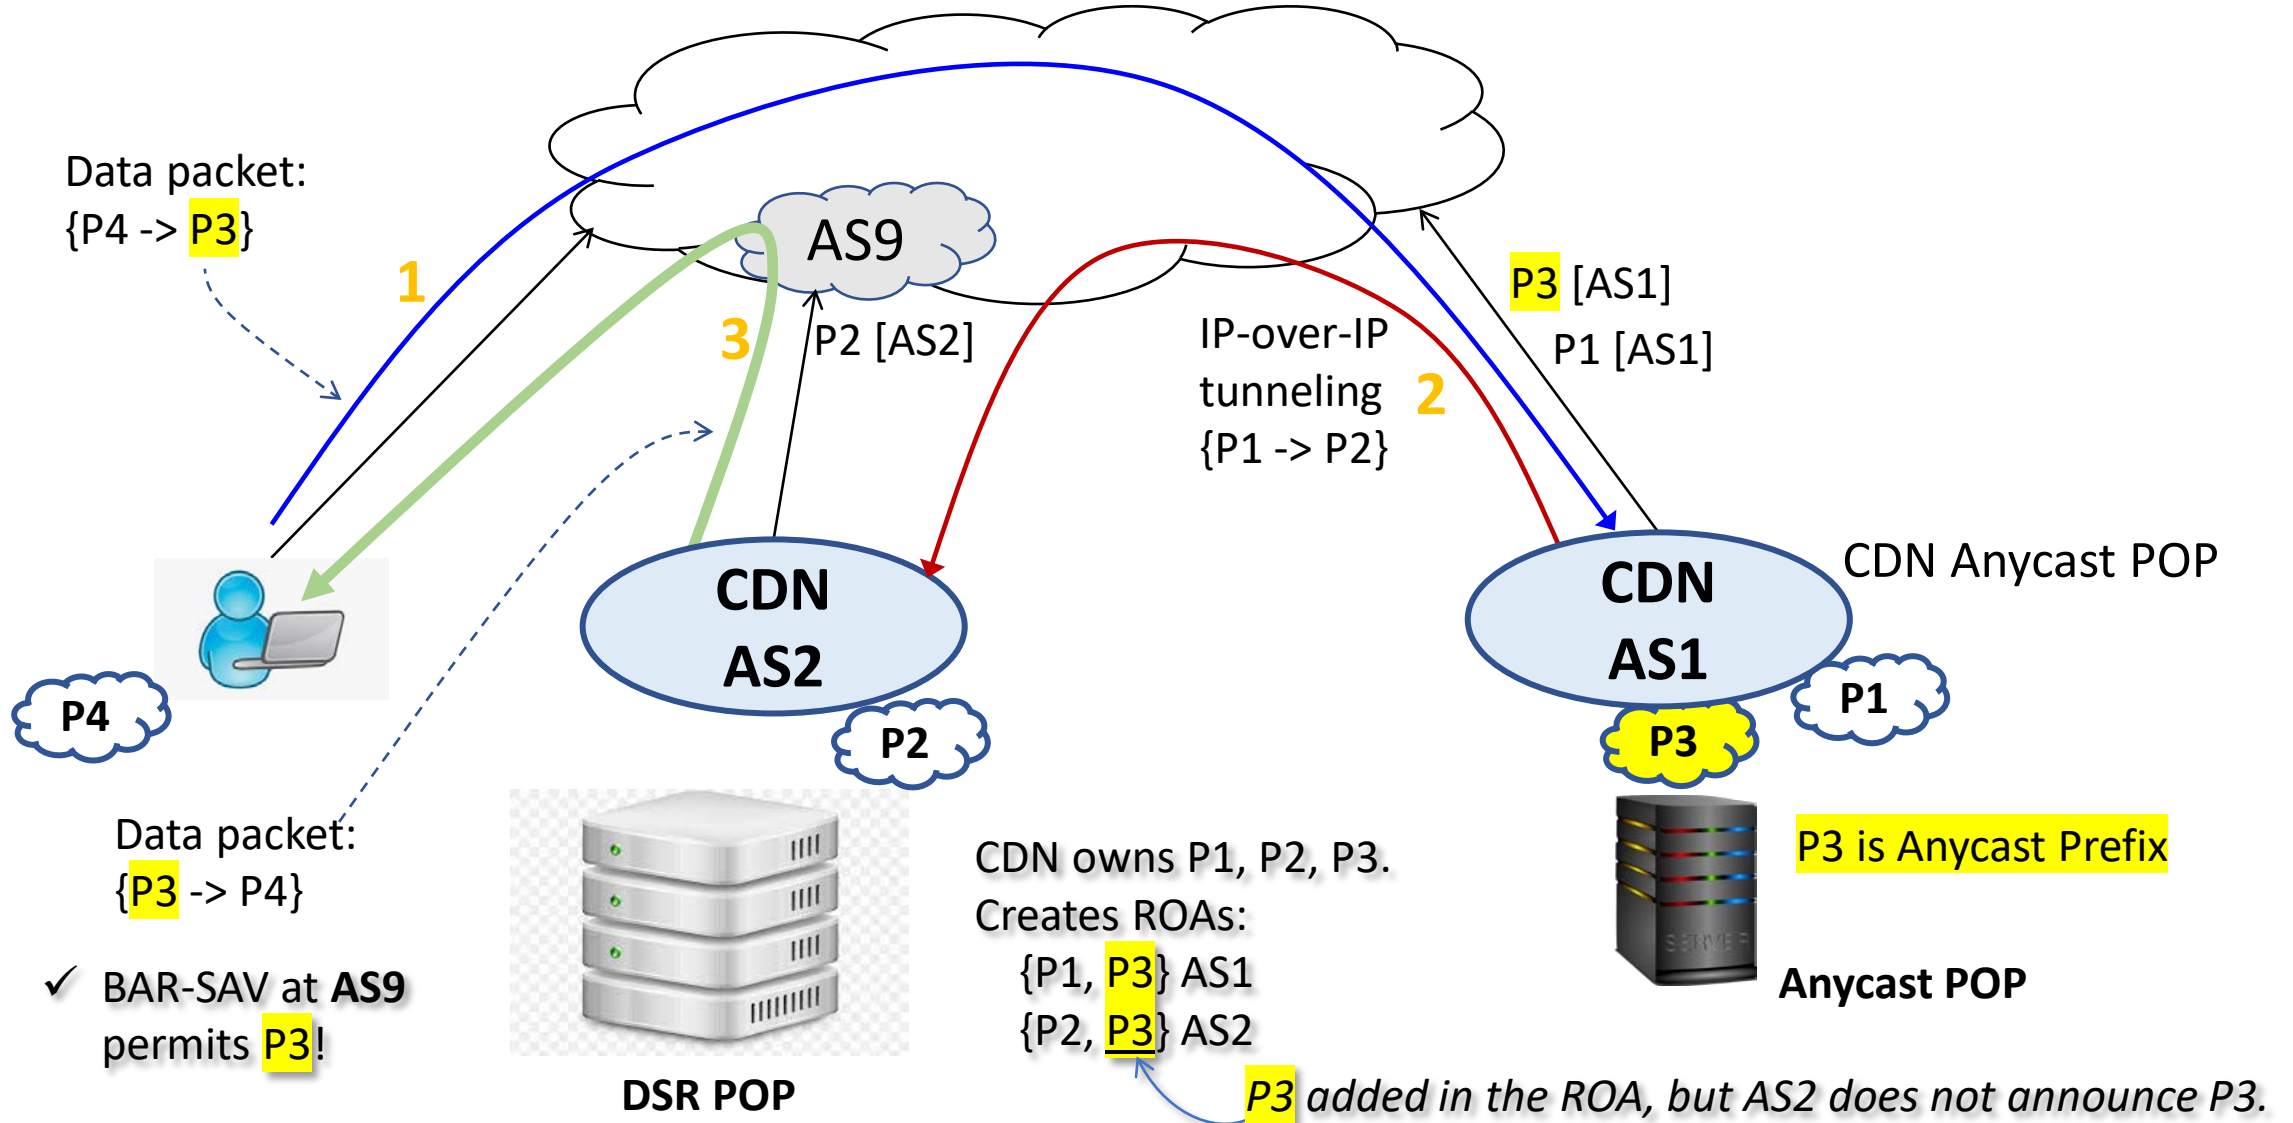 Data packet:
{P4 -> P3}
1
AS9
3
P2 [AS2]
IP-over-IP
tunneling
{P1 -> P2}
2
P3 [AS1]
P1 [AS1]
CDN
AS2
CDN
AS1
CDN Anycast POP
P4
P2
P3
P1
Data packet:
{P3 -> P4}
✓ BAR-SAV at AS9
permits P3!
DSR POP
CDN owns P1, P2, P3.
Creates ROAs:
{P1, P3} AS1
{P2, P3} AS2
P3 added in the ROA, but AS2 does not announce P3.
P3 is Anycast Prefix
Anycast POP